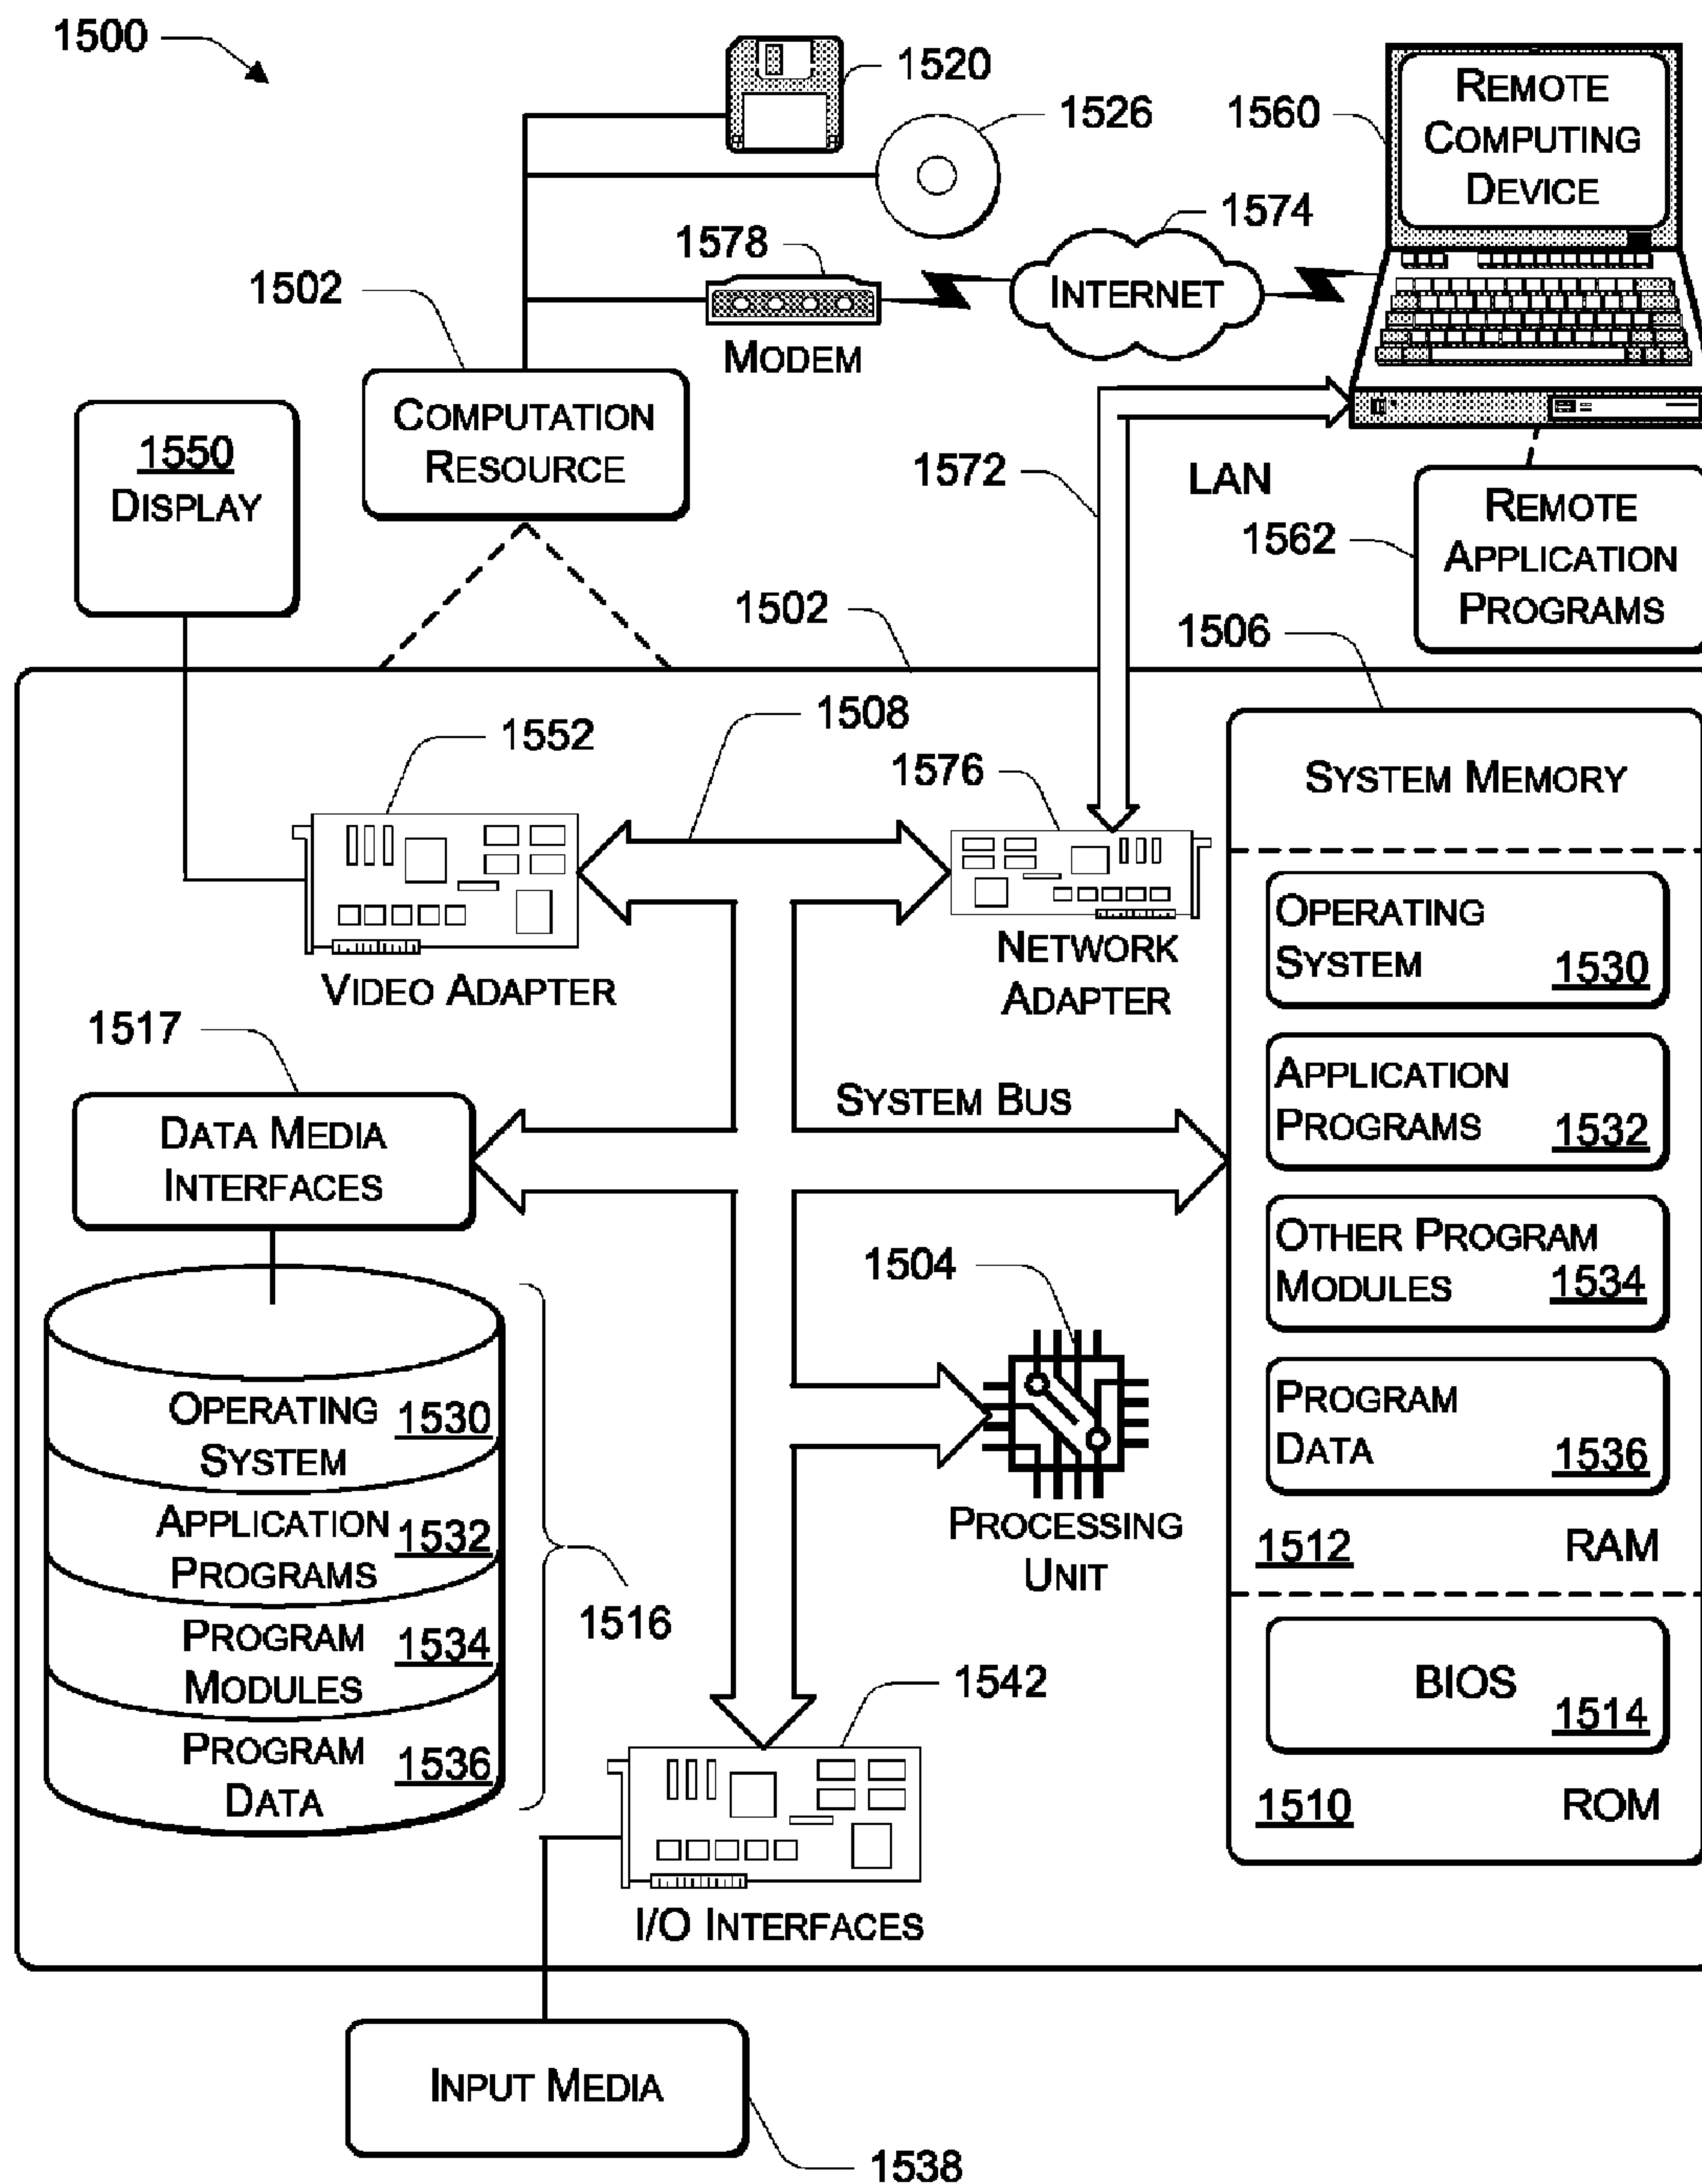 1500
1520
1526
1560
REMOTE
COMPUTING
DEVICE
1574
1578
INTERNET
MODEM
1502
COMPUTATION
RESOURCE
1550
DISPLAY
1572
LAN
1562
REMOTE
APPLICATION
PROGRAMS
1502
1506
1508
1552
1576
SYSTEM MEMORY
VIDEO ADAPTER
NETWORK
ADAPTER
OPERATING
SYSTEM 1530
1517
DATA MEDIA
INTERFACES
SYSTEM BUS
APPLICATION
PROGRAMS 1532
OTHER PROGRAM
MODULES 1534
1504
PROCESSING
UNIT
PROGRAM
DATA 1536
1512 RAM
OPERATING 1530
SYSTEM
APPLICATION 1532
PROGRAMS
PROGRAM 1534
MODULES
PROGRAM 1536
DATA
1516
1542
I/O INTERFACES
BIOS 1514
1510 ROM
INPUT MEDIA
1538